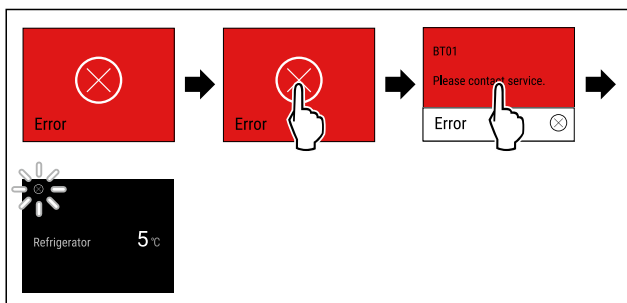 Error
Error
BT01
Please contact service.
Error
Refrigerator 5 °C